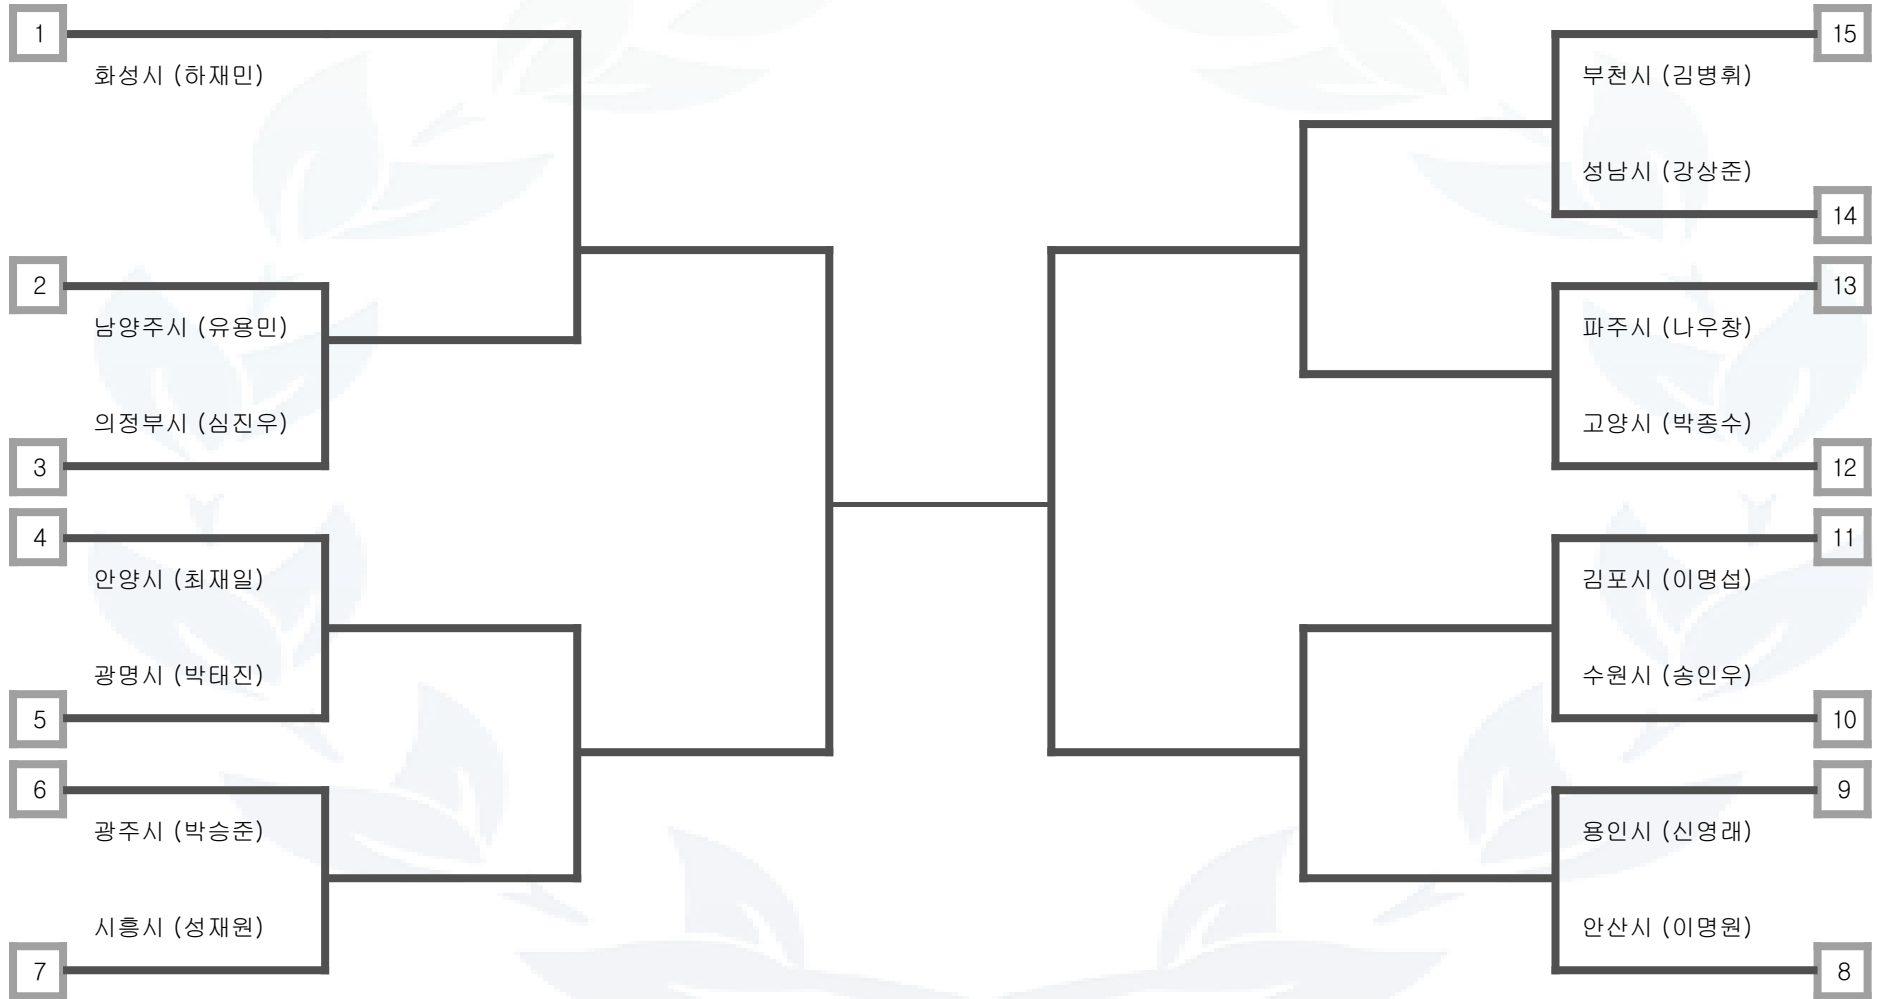 1
화성시 (하재민)
2
남양주시 (유용민)
의정부시 (심진우)
3
4
안양시 (최재일)
광명시 (박태진)
5
6
광주시 (박승준)
시흥시 (성재원)
7
15
부천시 (김병휘)
성남시 (강상준)
14
13
파주시 (나우창)
고양시 (박종수)
12
11
김포시 (이명섭)
수원시 (송인우)
10
9
용인시 (신영래)
안산시 (이명원)
8